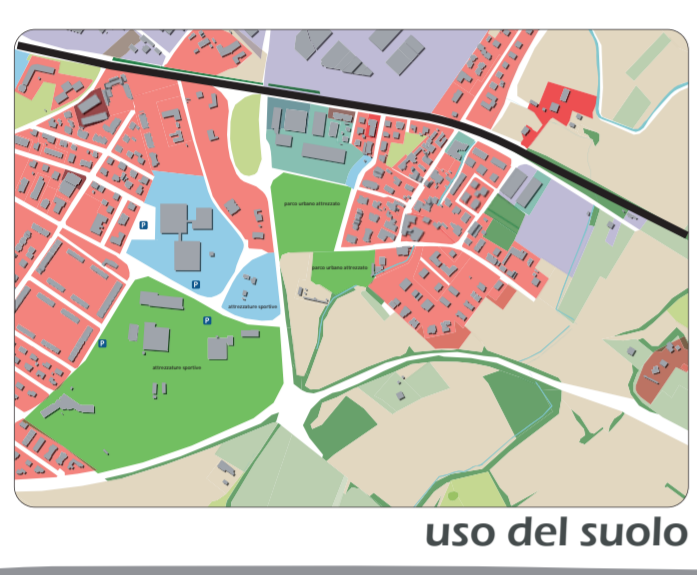 parco urbano attrezzato
P
parco urbano attrezzato
P
attrezzature sportive
P
P
attrezzature sportive
uso del suolo